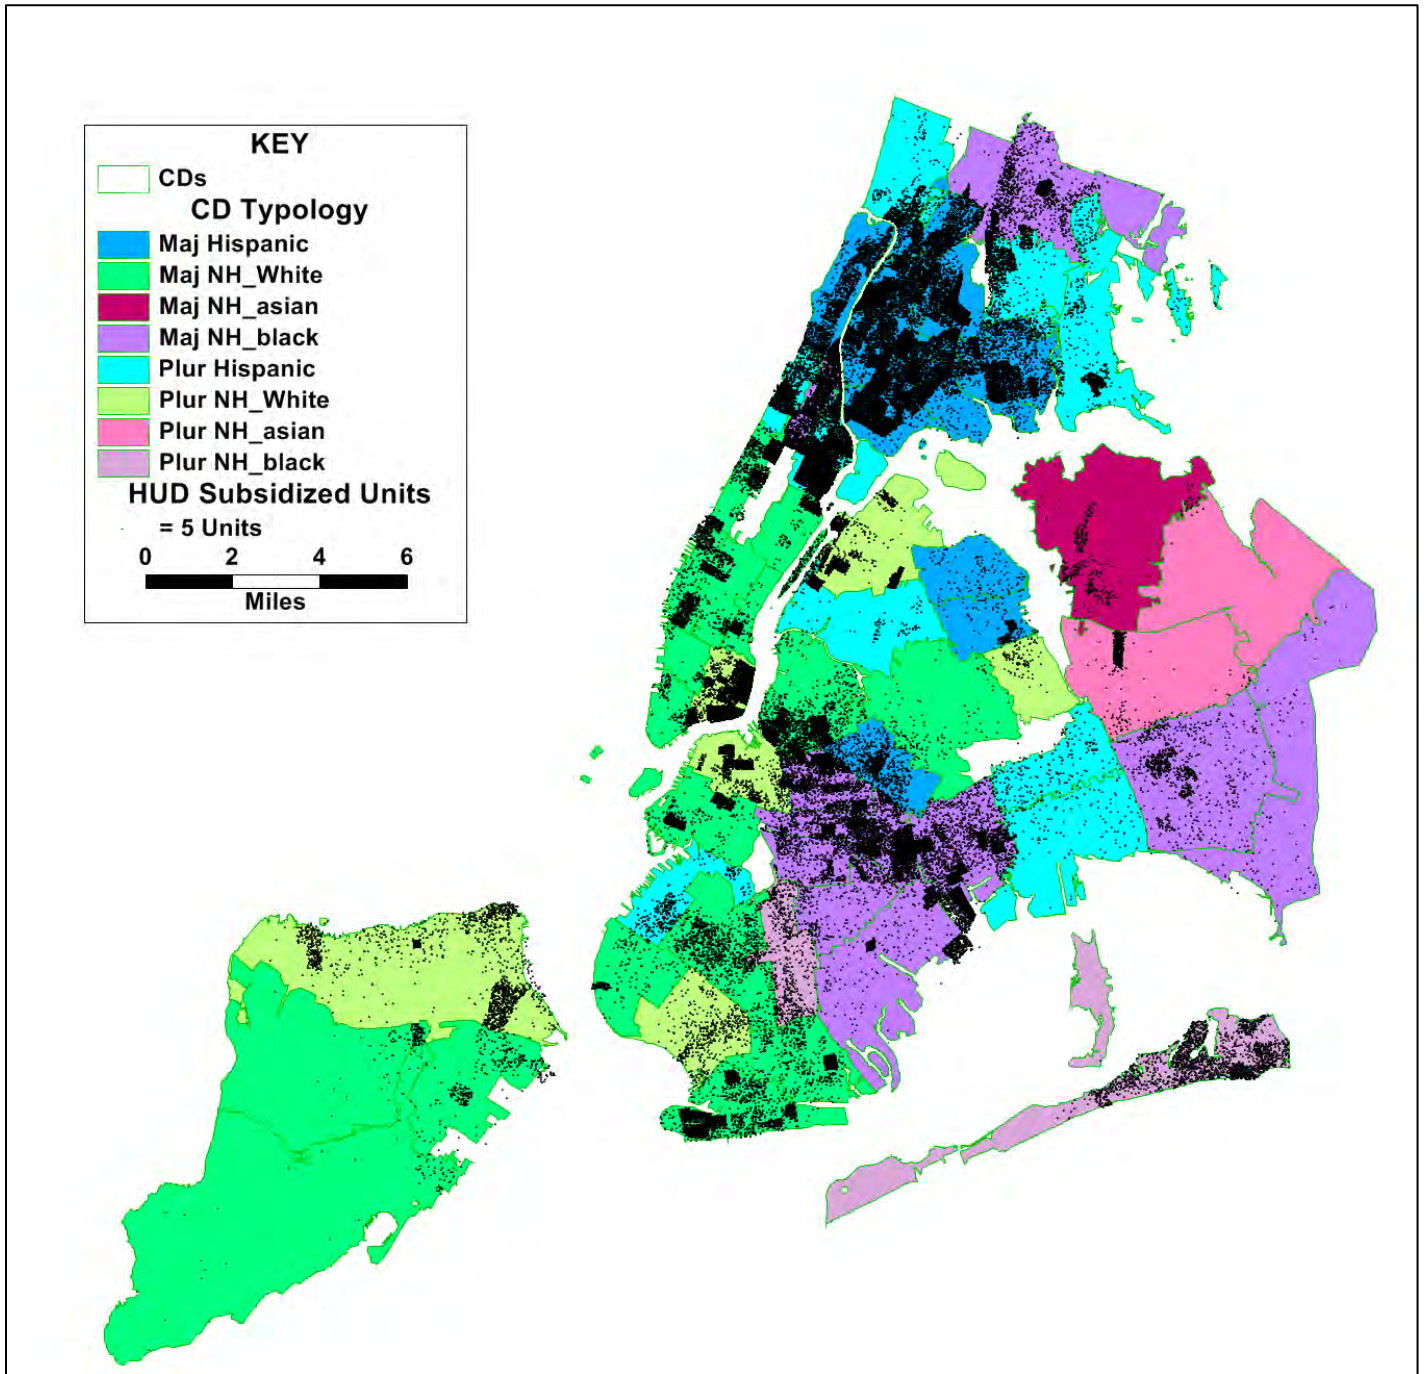 KEY
CDs
CD Typology
Maj Hispanic
Maj NH_White
Maj NH_asian
Maj NH_black
Plur Hispanic
Plur NH_White
Plur NH_asian
Plur NH_black
HUD Subsidized Units
= 5 Units
0 2 4 6
Miles